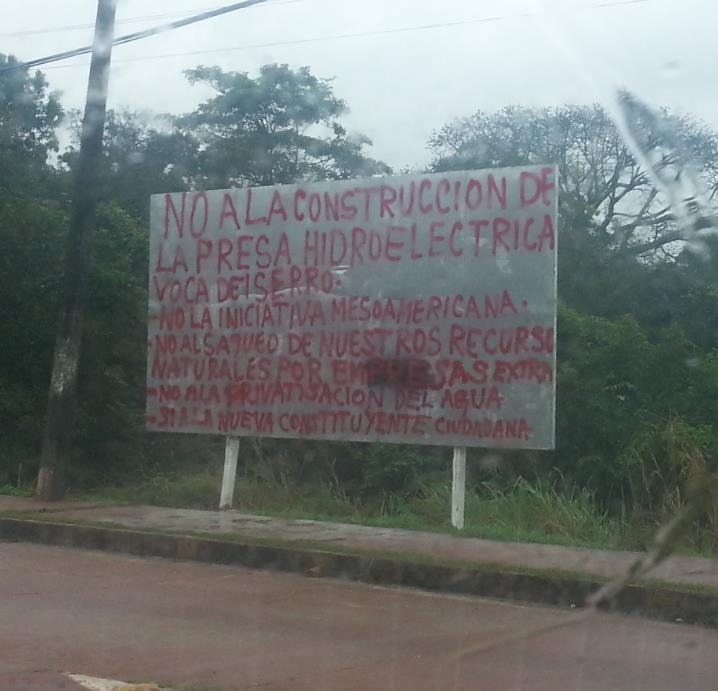 NO A LA CONSTRUCCION DE
LA PRESA HIDROELECTRICA
VOCA DEL SERRO.
-NO LA INICIATIVA MESOAMERICANA.
-NO AL SAQUEO DE NUESTROS RECURSO
NATURALES POR EMPRESAS EXTRA
-NO A LA PRIVATISACION DEL AGUA
-SI A LA NUEVA CONSTITUYENTE CIUDADANA